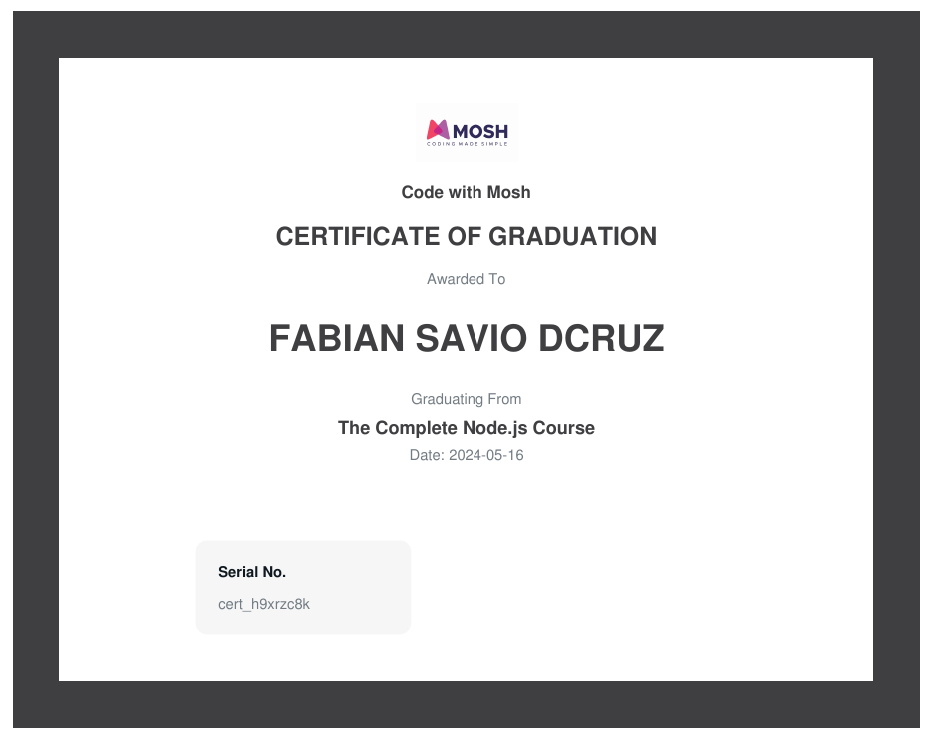 MOSH
CODING MADE SIMPLE
Code with Mosh
CERTIFICATE OF GRADUATION
Awarded To
FABIAN SAVIO DCRUZ
Graduating From
The Complete Node.js Course
Date: 2024-05-16
Serial No.
cert_h9xrzc8k